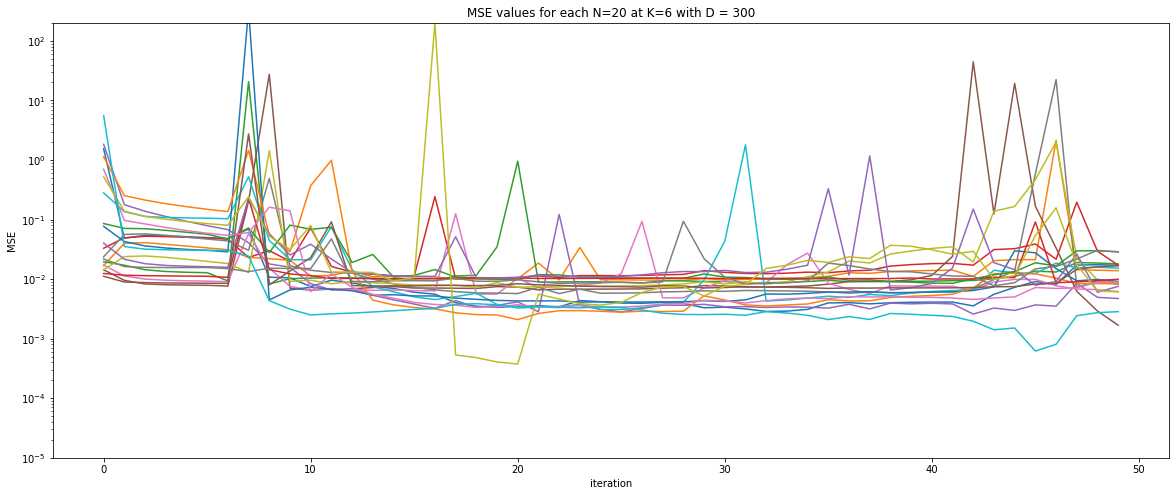 MSE values for each N=20 at K=6 with D = 300
MSE
10²
10¹
10⁰
10⁻¹
10⁻²
10⁻³
10⁻⁴
10⁻⁵
0 10 20 30 40 50
iteration